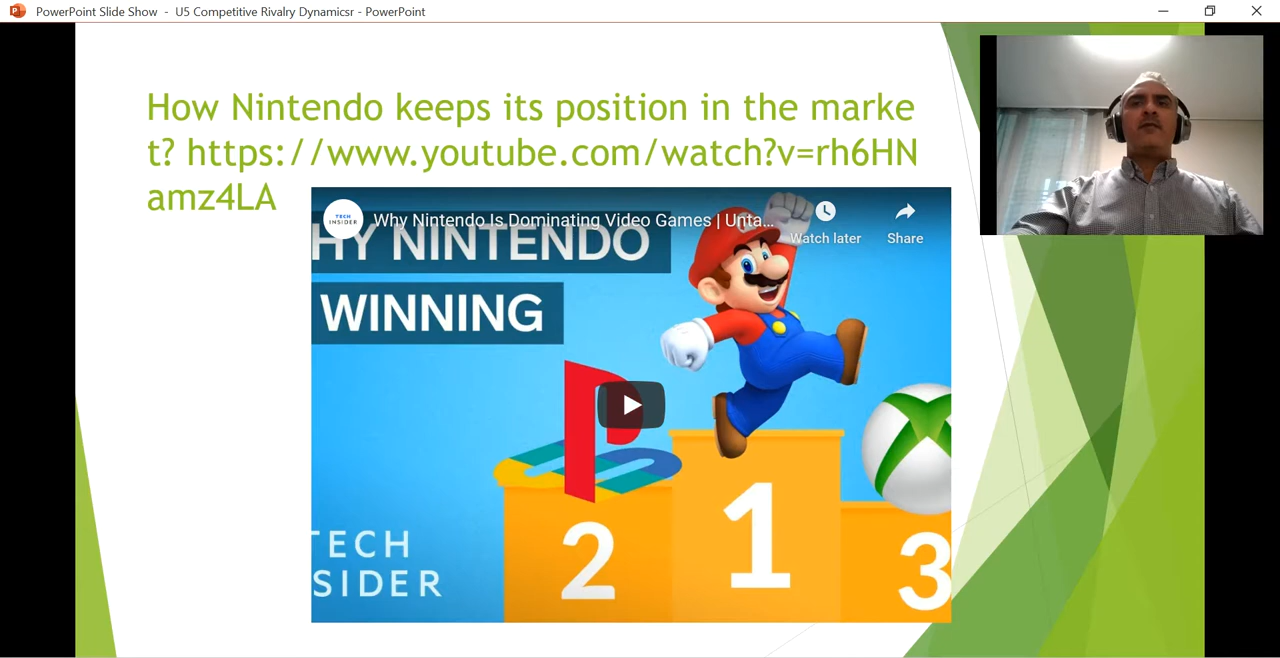 PowerPoint Slide Show - U5 Competitive Rivalry Dynamicsr - PowerPoint
How Nintendo keeps its position in the marke
t? https://www.youtube.com/watch?v=rh6HN
amz4LA
TECH
INSIDER
Why Nintendo Is Dominating Video Games | Unta...
Watch later
Share
HY NINTENDO
WINNING
2
1
3
TECH
NSIDER